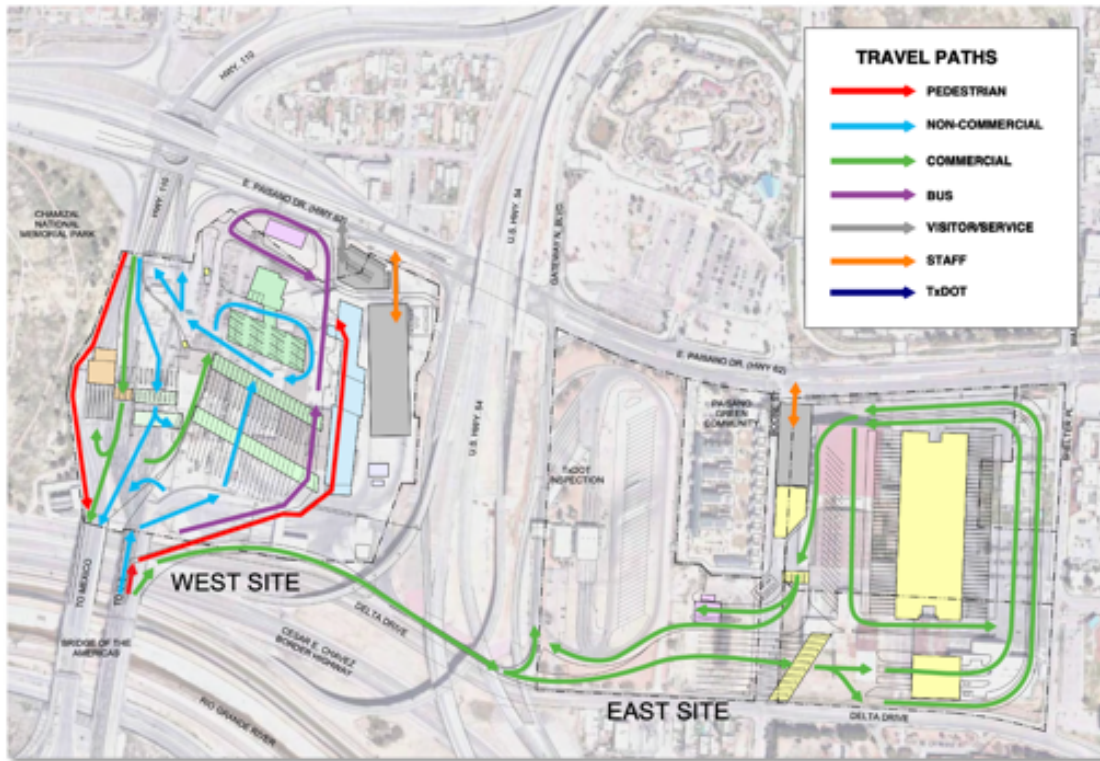 TRAVEL PATHS
PEDESTRIAN
NON-COMMERCIAL
COMMERCIAL
BUS
VISITOR/SERVICE
STAFF
TxDOT
HWY. 110
HWY. 110
E. PAISANO DR. (HWY 62)
CHAMIZAL
NATIONAL
MEMORIAL PARK
U.S. HWY. 54
GATEWAY N. BLVD.
E. PAISANO DR. (HWY 62)
PAISANO
GREEN
COMMUNITY
SHELTER PL.
U.S. HWY. 54
TxDOT
INSPECTION
WEST SITE
TO MEXICO
DELTA DRIVE
BRIDGE OF THE
AMERICAS
CESAR E. CHAVEZ
BORDER HIGHWAY
RIO GRANDE RIVER
EAST SITE
DELTA DRIVE